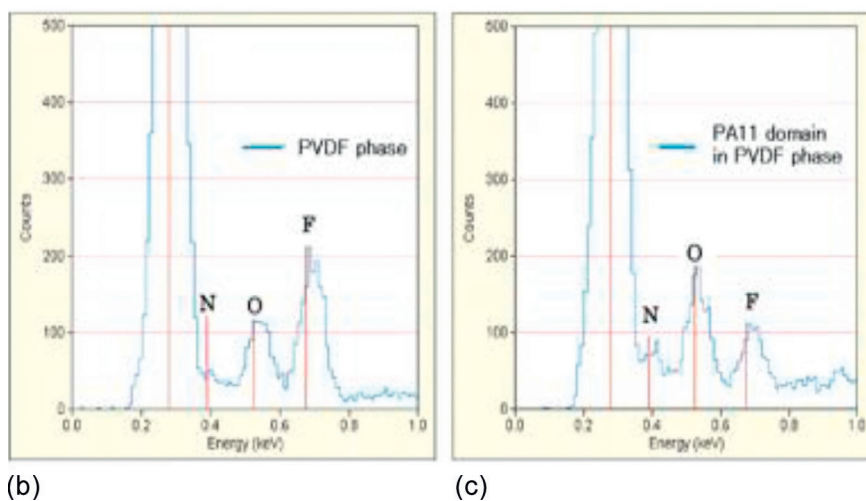 500
400
300
200
100
0
Counts
PVDF phase
N
O
F
0.0 0.2 0.4 0.6 0.8 1.0
Energy (keV)
(b)
500
400
300
200
100
0
Counts
PA11 domain
in PVDF phase
N
O
F
0.0 0.2 0.4 0.6 0.8 1.0
Energy (keV)
(c)